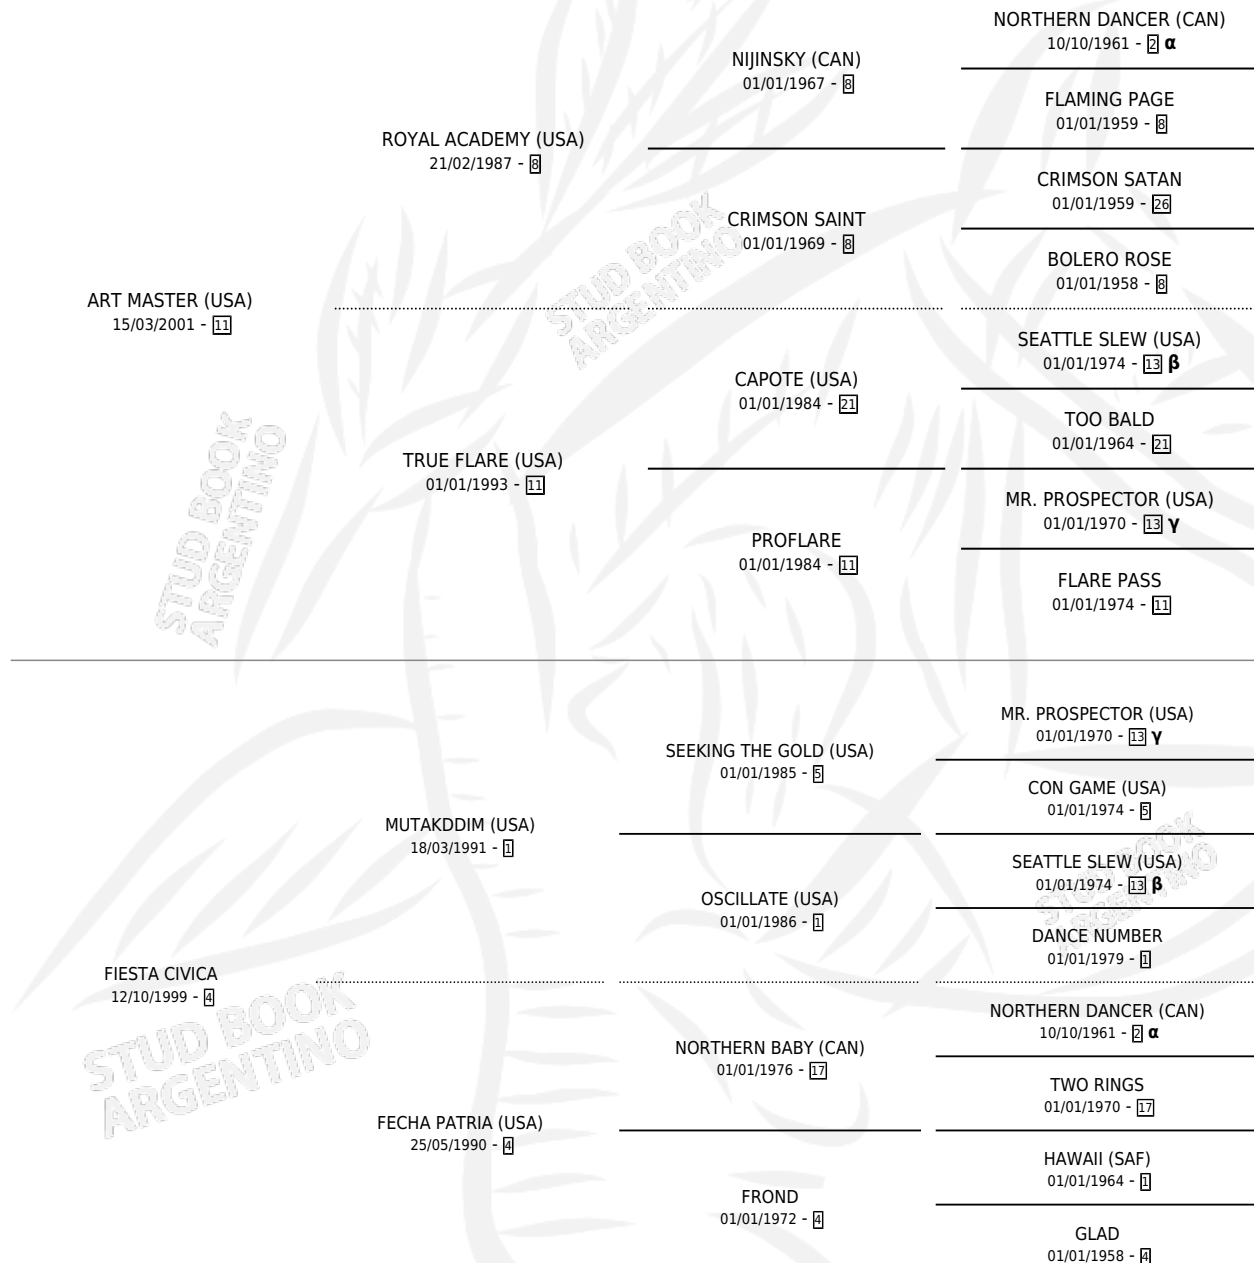 NORTHERN DANCER (CAN)
10/10/1961 - 2 α
NIJINSKY (CAN)
01/01/1967 - 8
FLAMING PAGE
01/01/1959 - 8
ROYAL ACADEMY (USA)
21/02/1987 - 8
CRIMSON SATAN
01/01/1959 - 26
CRIMSON SAINT
01/01/1969 - 8
BOLERO ROSE
01/01/1958 - 8
ART MASTER (USA)
15/03/2001 - 11
SEATTLE SLEW (USA)
01/01/1974 - 13 β
CAPOTE (USA)
01/01/1984 - 21
TOO BALD
01/01/1964 - 21
TRUE FLARE (USA)
01/01/1993 - 11
MR. PROSPECTOR (USA)
01/01/1970 - 13 γ
PROFLARE
01/01/1984 - 11
FLARE PASS
01/01/1974 - 11
MR. PROSPECTOR (USA)
01/01/1970 - 13 γ
SEEKING THE GOLD (USA)
01/01/1985 - 5
CON GAME (USA)
01/01/1974 - 5
MUTAKDDIM (USA)
18/03/1991 - 1
SEATTLE SLEW (USA)
01/01/1974 - 13 β
OSCILLATE (USA)
01/01/1986 - 1
DANCE NUMBER
01/01/1979 - 1
FIESTA CIVICA
12/10/1999 - 4
NORTHERN DANCER (CAN)
10/10/1961 - 2 α
NORTHERN BABY (CAN)
01/01/1976 - 17
TWO RINGS
01/01/1970 - 17
FECHA PATRIA (USA)
25/05/1990 - 4
HAWAII (SAF)
01/01/1964 - 1
FROND
01/01/1972 - 4
GLAD
01/01/1958 - 4
STUD BOOK
ARGENTINO
STUD BOOK
ARGENTINO
STUD BOOK
ARGENTINO
STUD BOOK
ARGENTINO